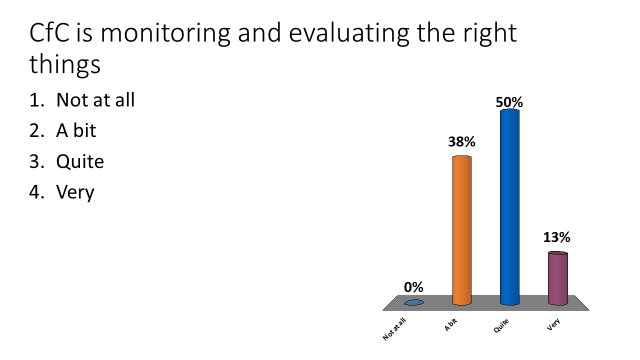 CfC is monitoring and evaluating the right
things
1. Not at all
2. A bit
3. Quite
4. Very
0%
38%
50%
13%
Not at all
A bit
Quite
Very